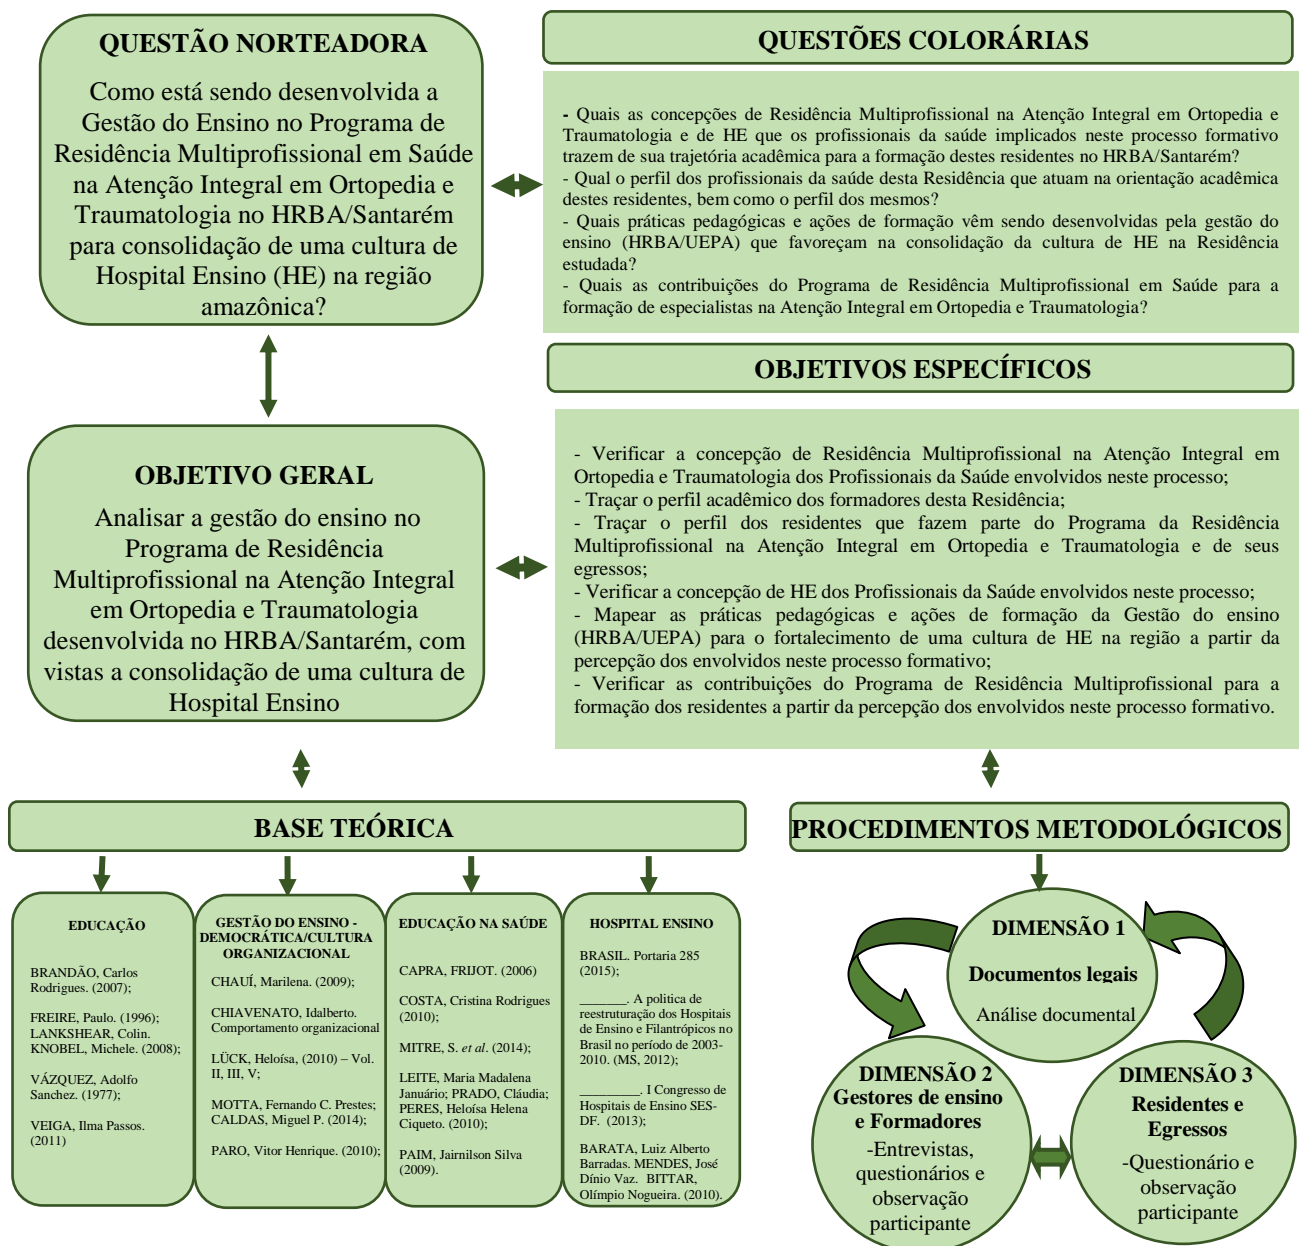 QUESTÃO NORTEADORA
Como está sendo desenvolvida a
Gestão do Ensino no Programa de
Residência Multiprofissional em Saúde
na Atenção Integral em Ortopedia e
Traumatologia no HRBA/Santarém
para consolidação de uma cultura de
Hospital Ensino (HE) na região
amazônica?
QUESTÕES COLORÁRIAS
- Quais as concepções de Residência Multiprofissional na Atenção Integral em Ortopedia e
Traumatologia e de HE que os profissionais da saúde implicados neste processo formativo
trazem de sua trajetória acadêmica para a formação destes residentes no HRBA/Santarém?
- Qual o perfil dos profissionais da saúde desta Residência que atuam na orientação acadêmica
destes residentes, bem como o perfil dos mesmos?
- Quais práticas pedagógicas e ações de formação vêm sendo desenvolvidas pela gestão do
ensino (HRBA/UEPA) que favoreçam na consolidação da cultura de HE na Residência
estudada?
- Quais as contribuições do Programa de Residência Multiprofissional em Saúde para a
formação de especialistas na Atenção Integral em Ortopedia e Traumatologia?
OBJETIVO GERAL
Analisar a gestão do ensino no
Programa de Residência
Multiprofissional na Atenção Integral
em Ortopedia e Traumatologia
desenvolvida no HRBA/Santarém, com
vistas a consolidação de uma cultura de
Hospital Ensino
OBJETIVOS ESPECÍFICOS
- Verificar a concepção de Residência Multiprofissional na Atenção Integral em
Ortopedia e Traumatologia dos Profissionais da Saúde envolvidos neste processo;
- Traçar o perfil acadêmico dos formadores desta Residência;
- Traçar o perfil dos residentes que fazem parte do Programa da Residência
Multiprofissional na Atenção Integral em Ortopedia e Traumatologia e de seus
egressos;
- Verificar a concepção de HE dos Profissionais da Saúde envolvidos neste processo;
- Mapear as práticas pedagógicas e ações de formação da Gestão do ensino
(HRBA/UEPA) para o fortalecimento de uma cultura de HE na região a partir da
percepção dos envolvidos neste processo formativo;
- Verificar as contribuições do Programa de Residência Multiprofissional para a
formação dos residentes a partir da percepção dos envolvidos neste processo formativo.
BASE TEÓRICA
EDUCAÇÃO
BRANDÃO, Carlos
Rodrigues. (2007);
FREIRE, Paulo. (1996);
LANKSHEAR, Colin.
KNOBEL, Michele. (2008);
VÁZQUEZ, Adolfo
Sanchez. (1977);
VEIGA, Ilma Passos.
(2011)
GESTÃO DO ENSINO -
DEMOCRÁTICA/CULTURA
ORGANIZACIONAL
CHAUÍ, Marilena. (2009);
CHIAVENATO, Idalberto.
Comportamento organizacional
LÜCK, Heloísa, (2010) – Vol.
II, III, V;
MOTTA, Fernando C. Prestes;
CALDAS, Miguel P. (2014);
PARO, Vitor Henrique. (2010);
EDUCAÇÃO NA SAÚDE
CAPRA, FRIJOT. (2006)
COSTA, Cristina Rodrigues
(2010);
MITRE, S. et al. (2014);
LEITE, Maria Madalena
Januário; PRADO, Cláudia;
PERES, Heloísa Helena
Ciqueto. (2010);
PAIM, Jairnilson Silva
(2009).
HOSPITAL ENSINO
BRASIL. Portaria 285
(2015);
_______. A politica de
reestruturação dos Hospitais
de Ensino e Filantrópicos no
Brasil no período de 2003-
2010. (MS, 2012);
________. I Congresso de
Hospitais de Ensino SES-
DF. (2013);
BARATA, Luiz Alberto
Barradas. MENDES, José
Dínio Vaz. BITTAR,
Olímpio Nogueira. (2010).
PROCEDIMENTOS METODOLÓGICOS
DIMENSÃO 1
Documentos legais
Análise documental
DIMENSÃO 2
Gestores de ensino
e Formadores
-Entrevistas,
questionários e
observação
participante
DIMENSÃO 3
Residentes e
Egressos
-Questionário e
observação
participante